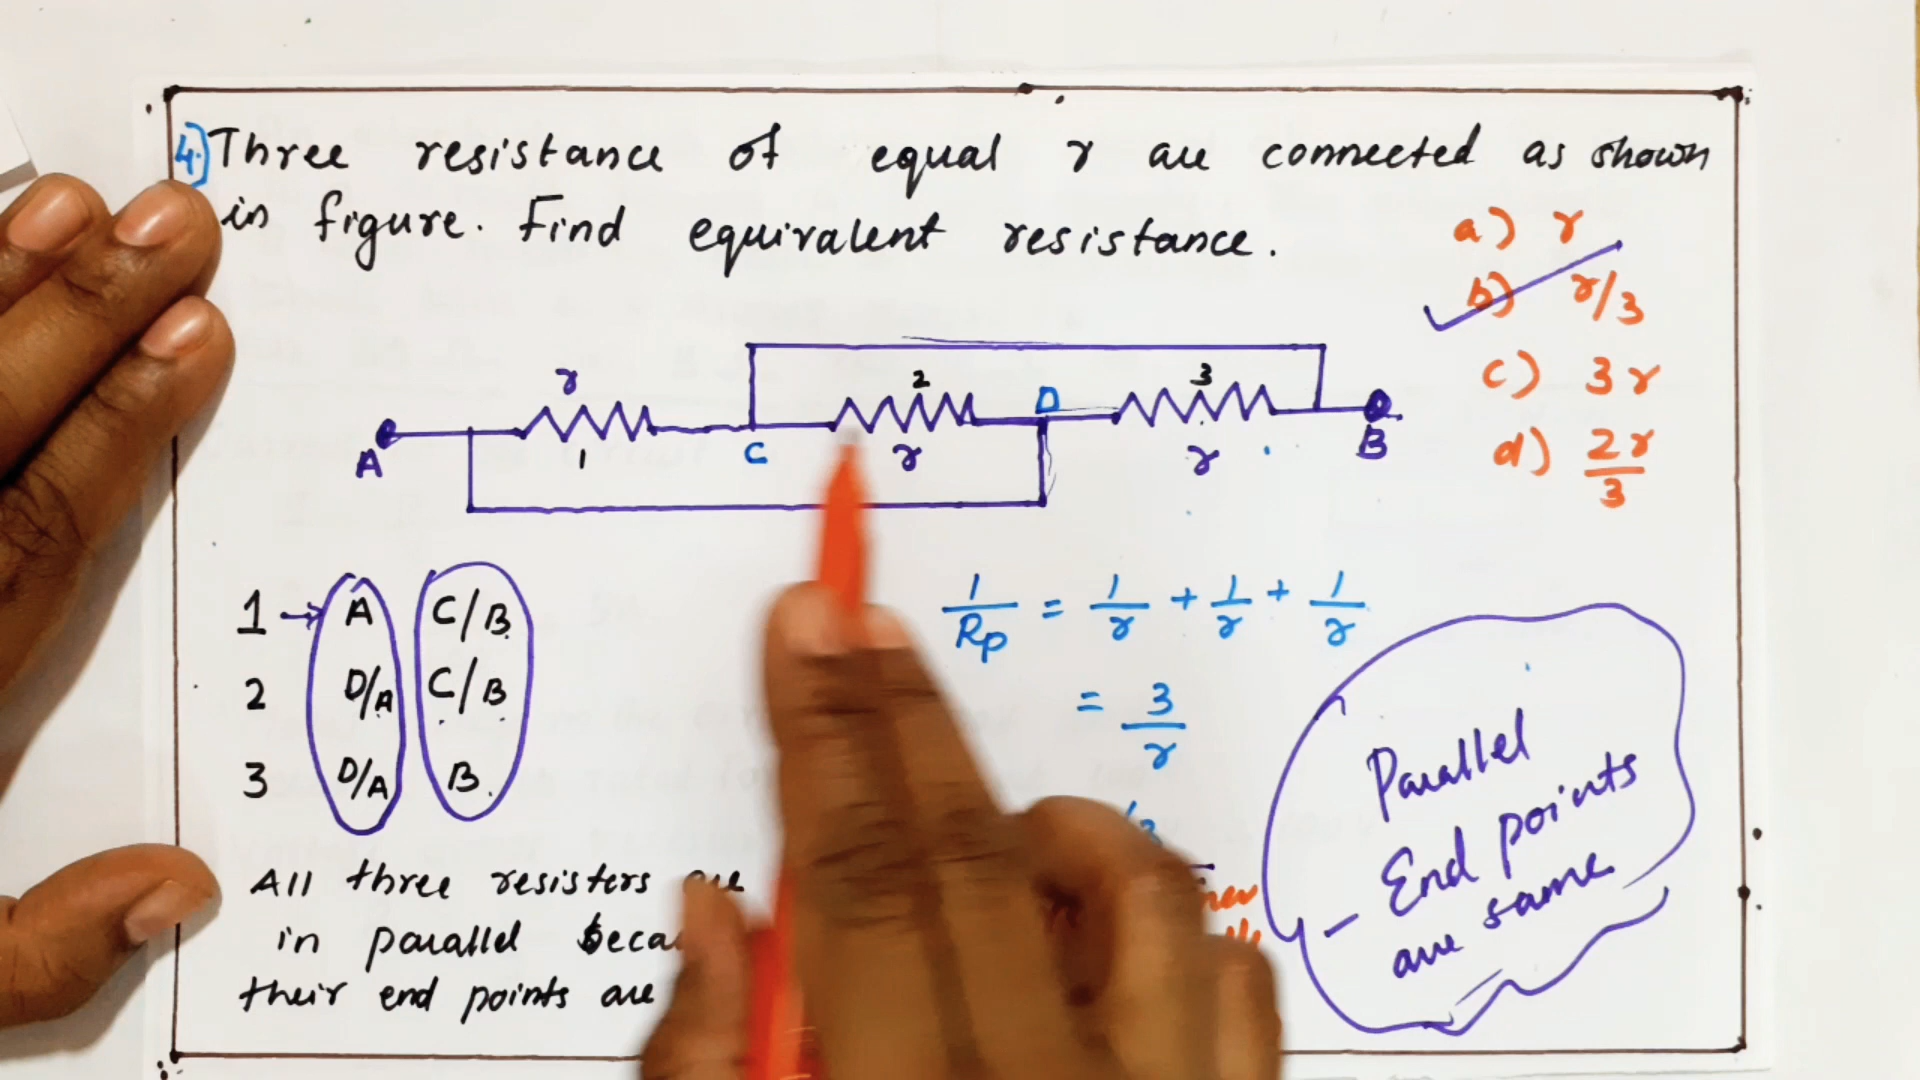 4.) Three resistance of equal r are connected as shown
in figure. Find equivalent resistance.
a) r
b) r/3
c) 3r
d) 2r/3
r 2 D 3
A 1 C r r B
1 → A C/B
2 D/A C/B
3 D/A B
1/Rp = 1/r + 1/r + 1/r
= 3/r
All three resisters are
in parallel
their end points are
Parallel
– End points
are same